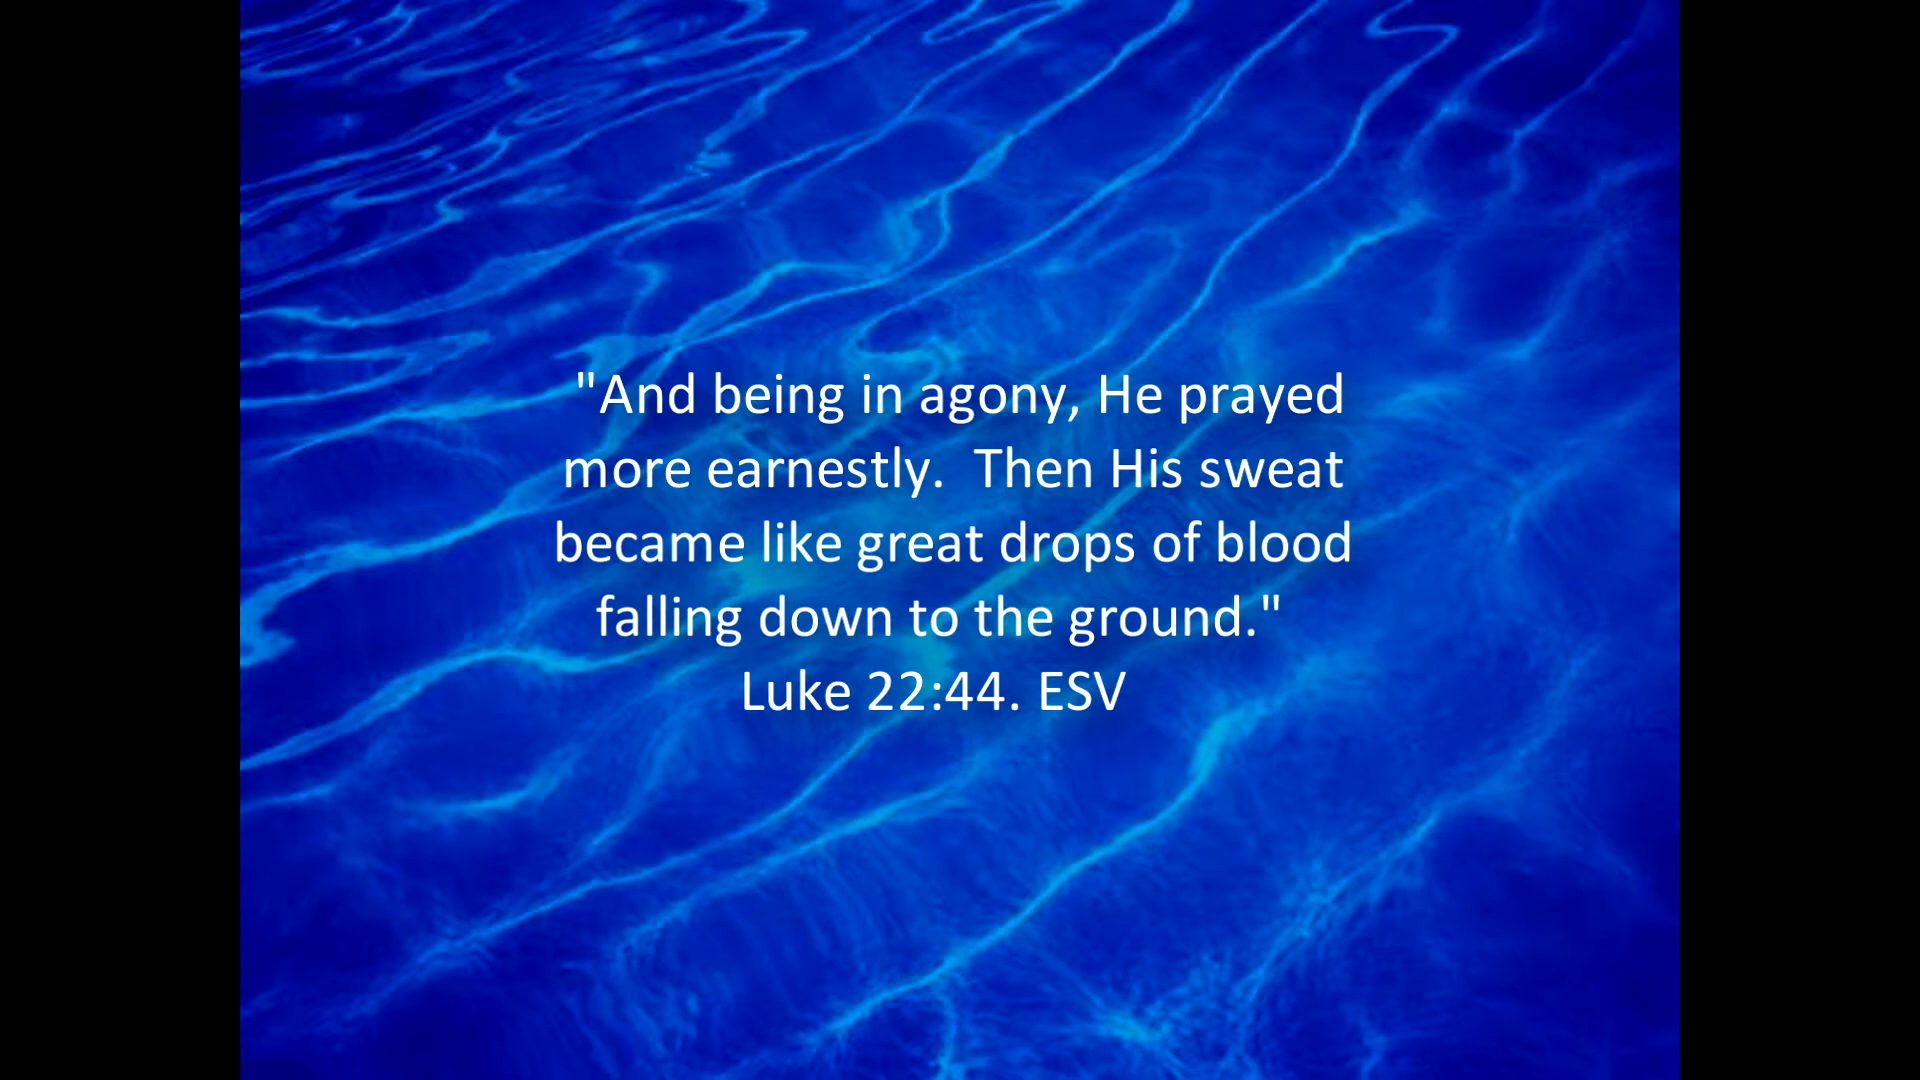 "And being in agony, He prayed
more earnestly.  Then His sweat
became like great drops of blood
falling down to the ground."
Luke 22:44. ESV